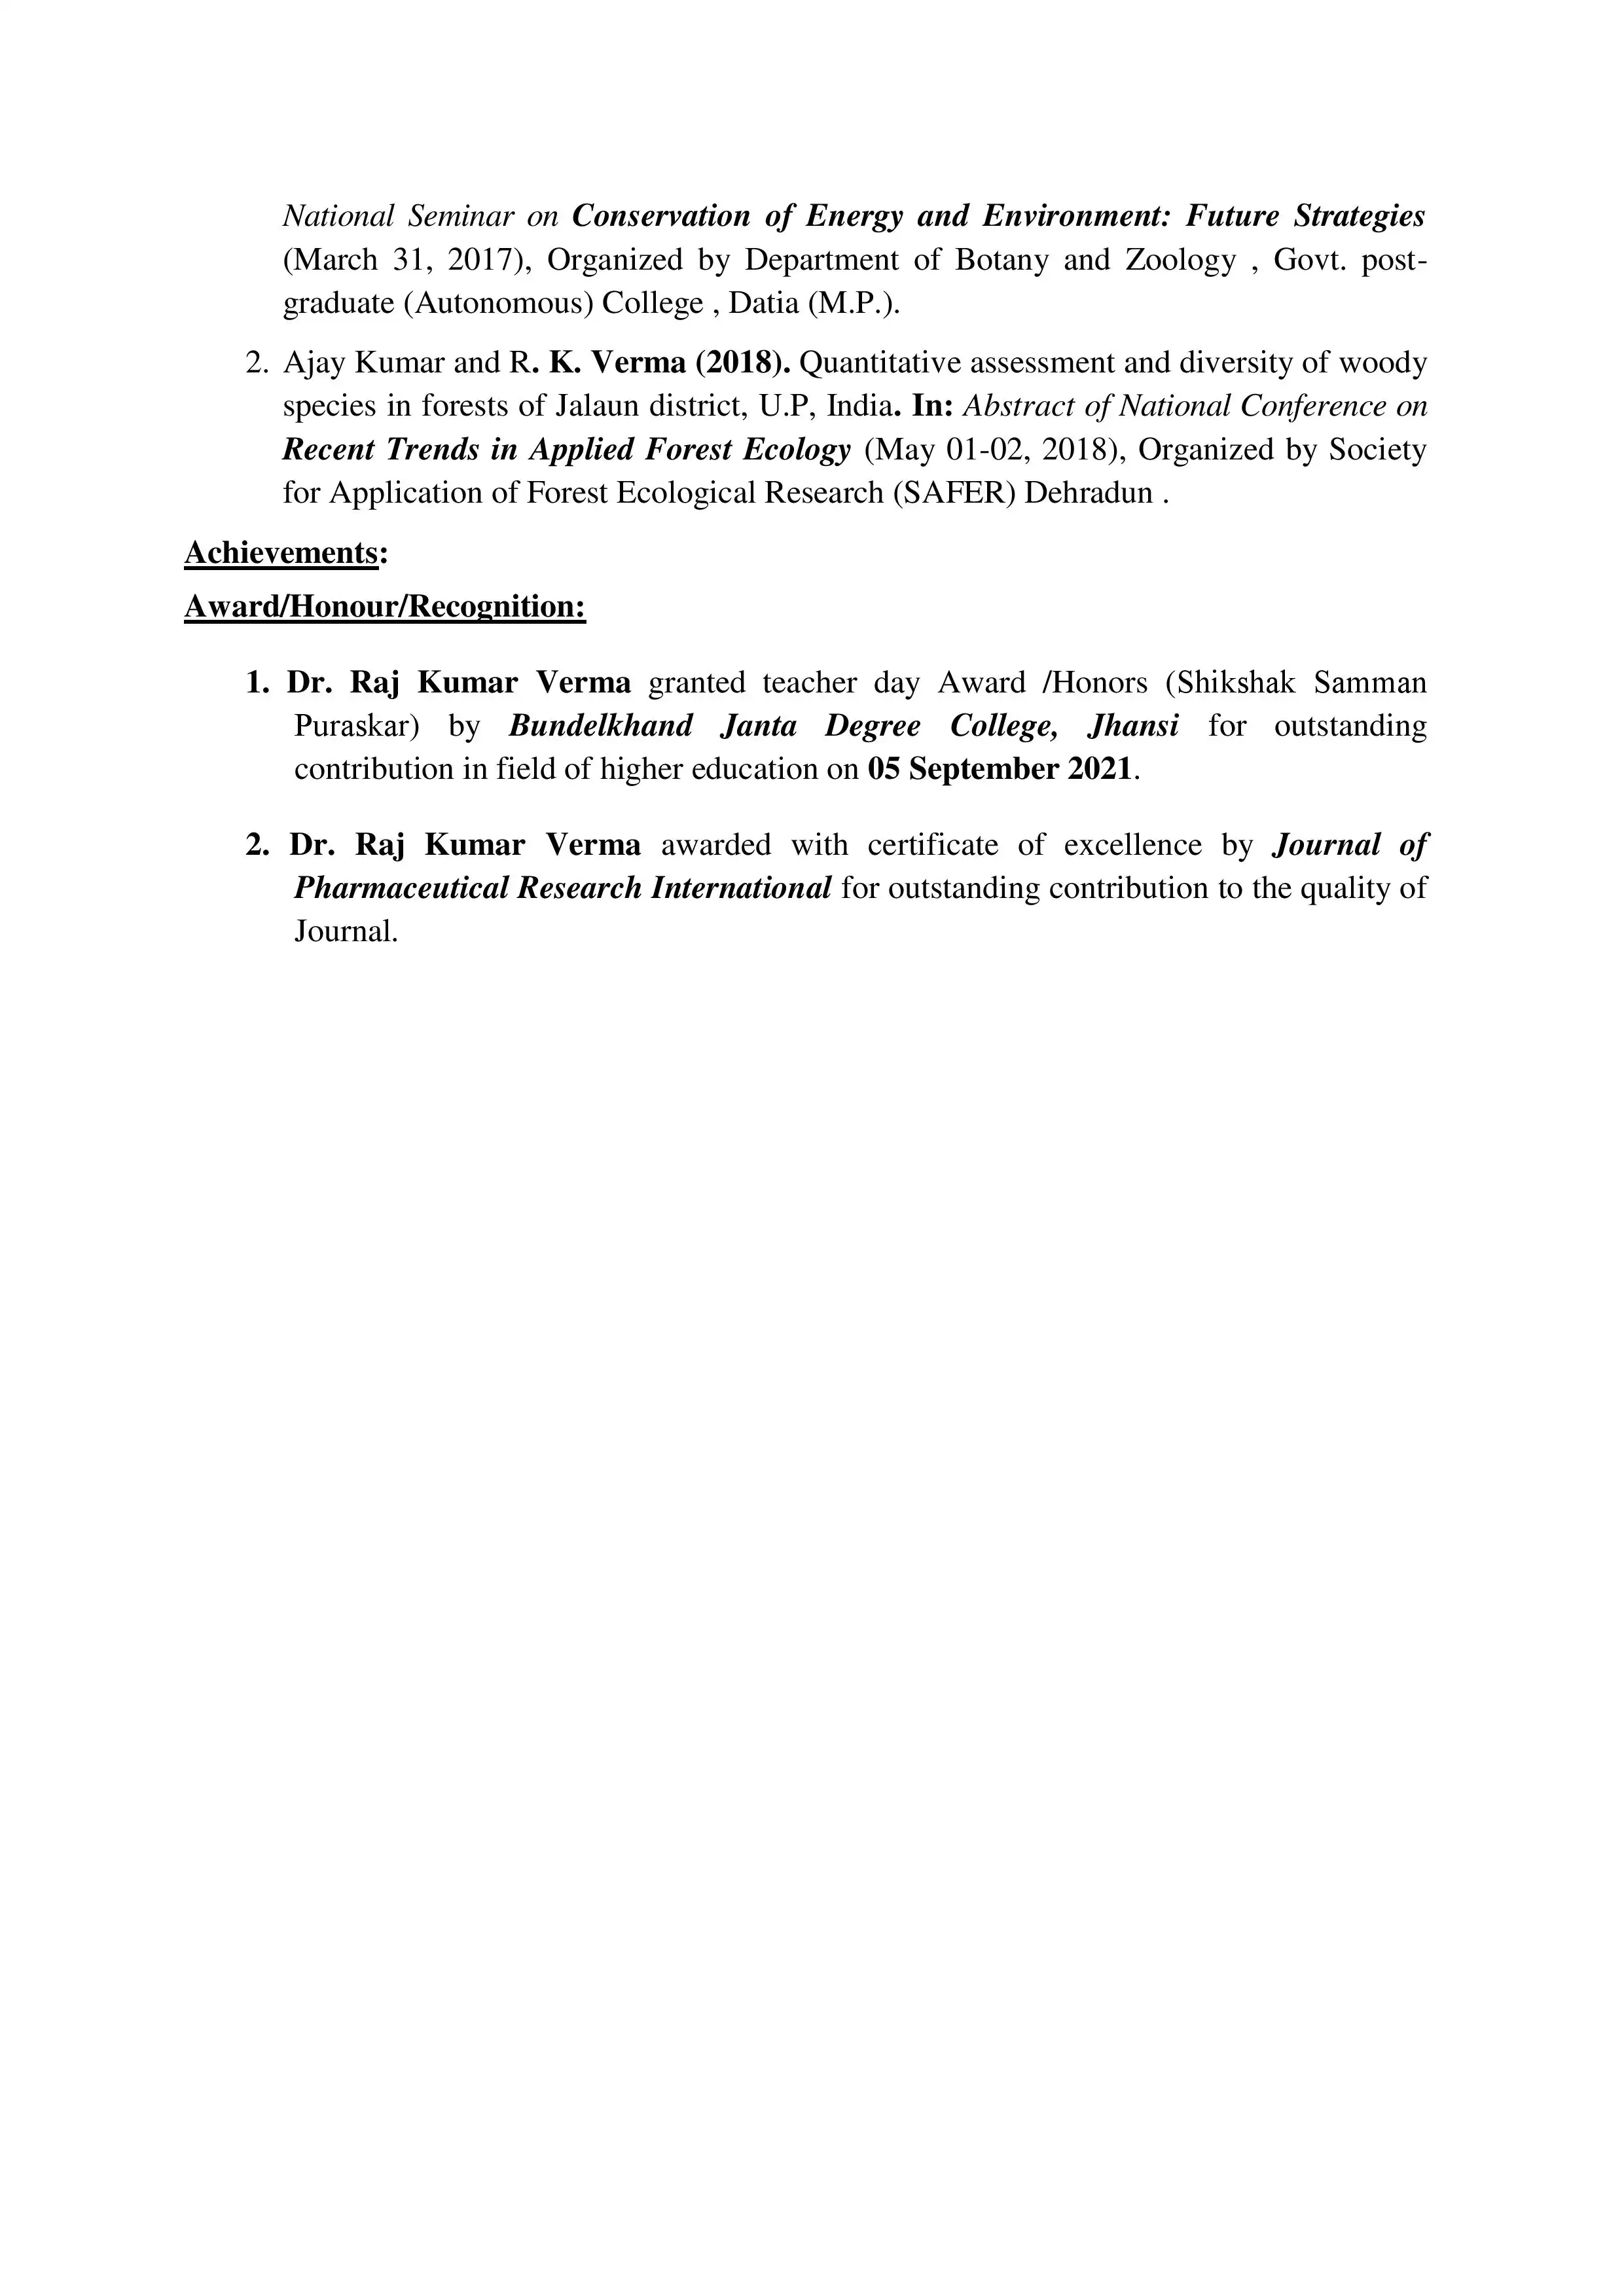 National Seminar on Conservation of Energy and Environment: Future Strategies
(March 31, 2017), Organized by Department of Botany and Zoology , Govt. post-
graduate (Autonomous) College , Datia (M.P.).
2. Ajay Kumar and R. K. Verma (2018). Quantitative assessment and diversity of woody
species in forests of Jalaun district, U.P, India. In: Abstract of National Conference on
Recent Trends in Applied Forest Ecology (May 01-02, 2018), Organized by Society
for Application of Forest Ecological Research (SAFER) Dehradun .
Achievements:
Award/Honour/Recognition:
1. Dr. Raj Kumar Verma granted teacher day Award /Honors (Shikshak Samman
Puraskar) by Bundelkhand Janta Degree College, Jhansi for outstanding
contribution in field of higher education on 05 September 2021.
2. Dr. Raj Kumar Verma awarded with certificate of excellence by Journal of
Pharmaceutical Research International for outstanding contribution to the quality of
Journal.